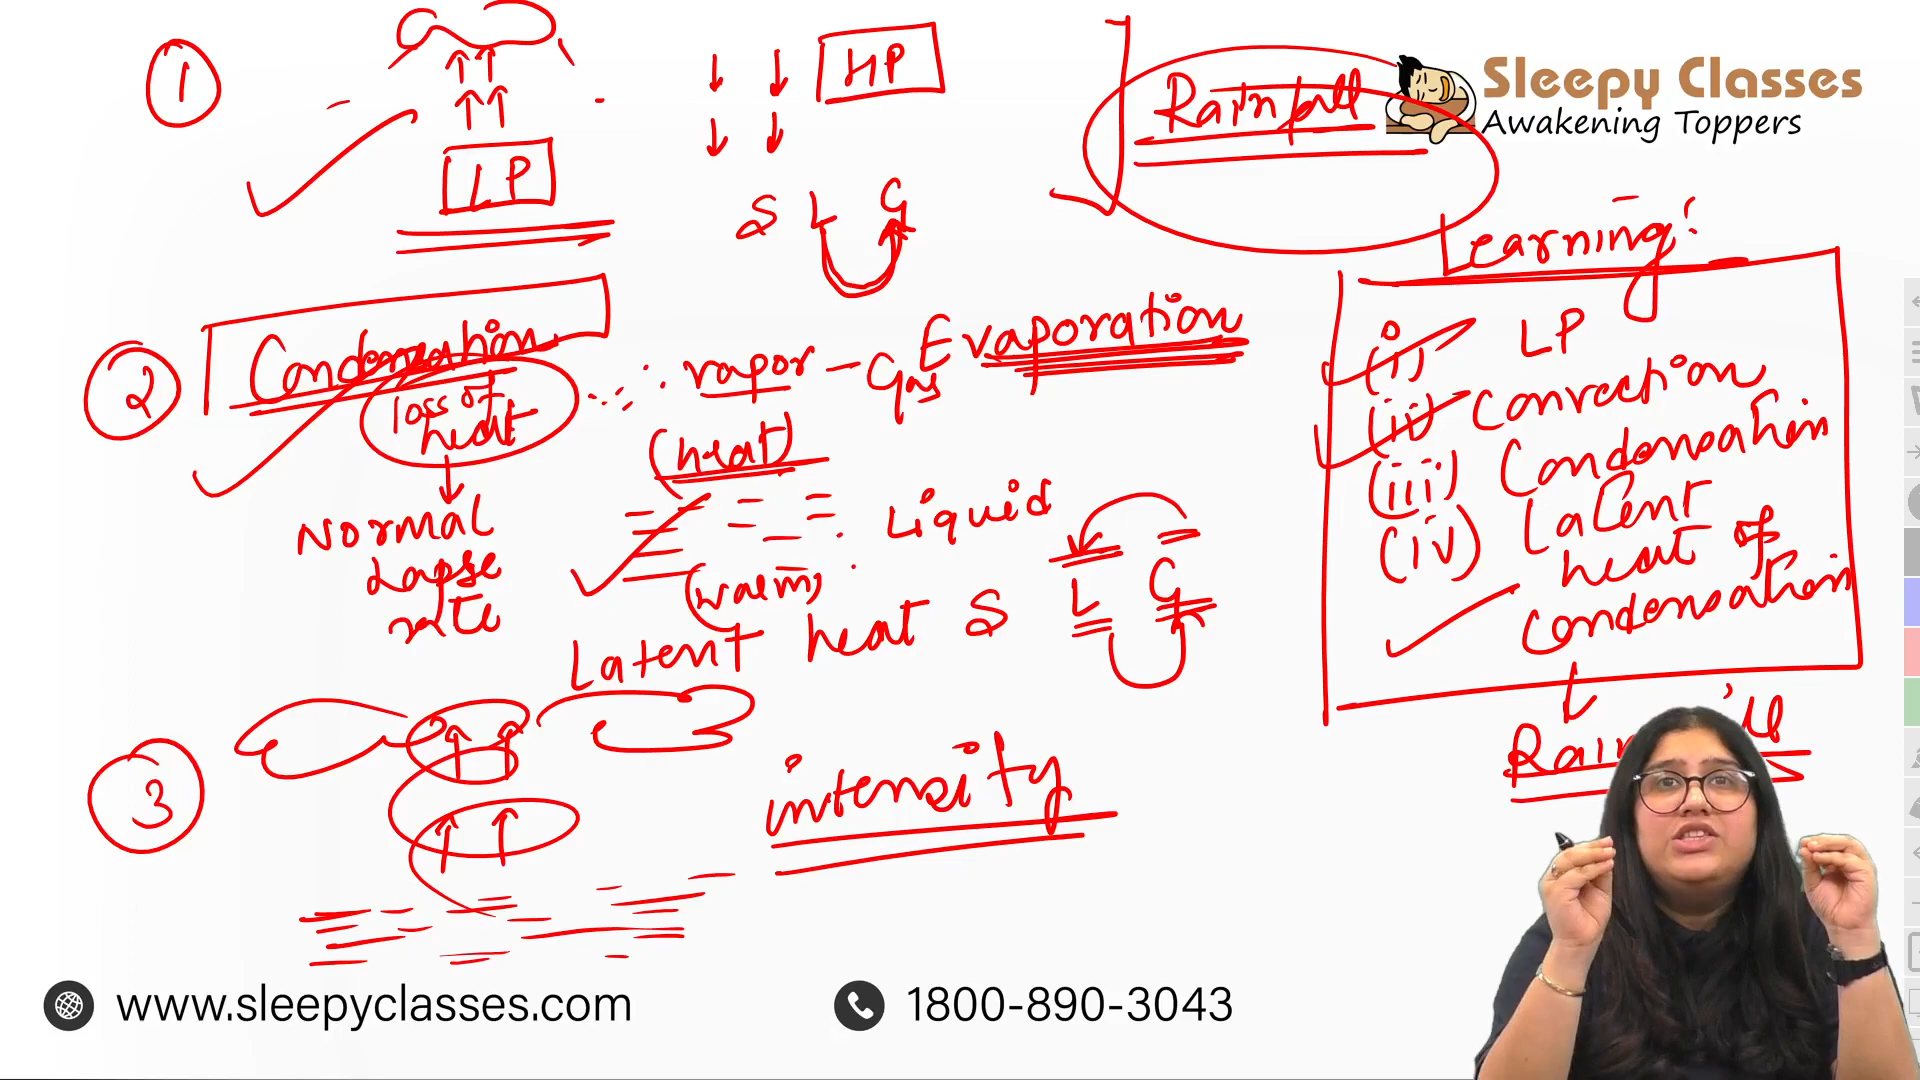 1
LP
HP
Rainfall
Sleepy Classes
Awakening Toppers
S L G
Learning:
(i) LP
(ii) Convection
(iii) Condensation
(iv) Latent
heat of
condensation
Rain
2
Condensation
loss of
heat
Normal
Lapse
rate
vapor - Gas
Evaporation
(heat)
Liquid
(warm)
Latent heat
S L G
3
intensity
www.sleepyclasses.com
1800-890-3043